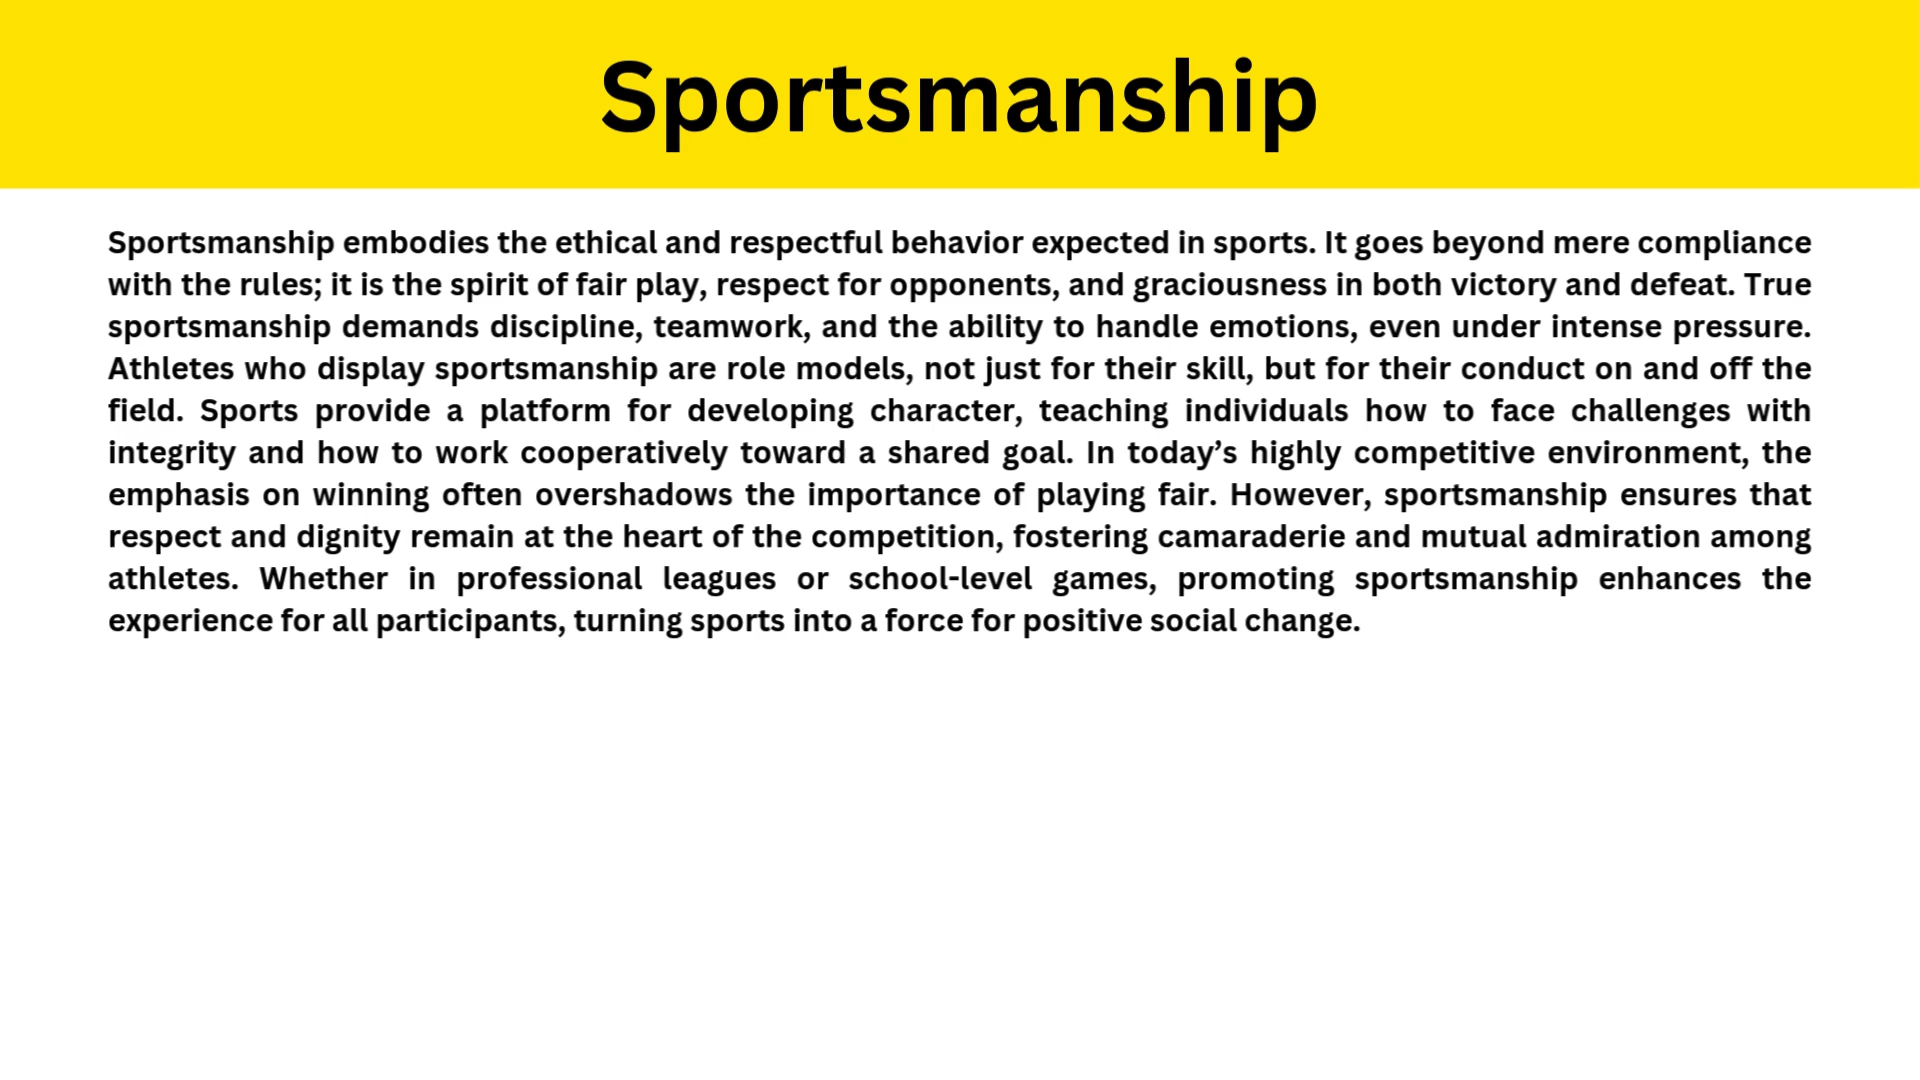 Sportsmanship
Sportsmanship embodies the ethical and respectful behavior expected in sports. It goes beyond mere compliance
with the rules; it is the spirit of fair play, respect for opponents, and graciousness in both victory and defeat. True
sportsmanship demands discipline, teamwork, and the ability to handle emotions, even under intense pressure.
Athletes who display sportsmanship are role models, not just for their skill, but for their conduct on and off the
field. Sports provide a platform for developing character, teaching individuals how to face challenges with
integrity and how to work cooperatively toward a shared goal. In today’s highly competitive environment, the
emphasis on winning often overshadows the importance of playing fair. However, sportsmanship ensures that
respect and dignity remain at the heart of the competition, fostering camaraderie and mutual admiration among
athletes. Whether in professional leagues or school-level games, promoting sportsmanship enhances the
experience for all participants, turning sports into a force for positive social change.